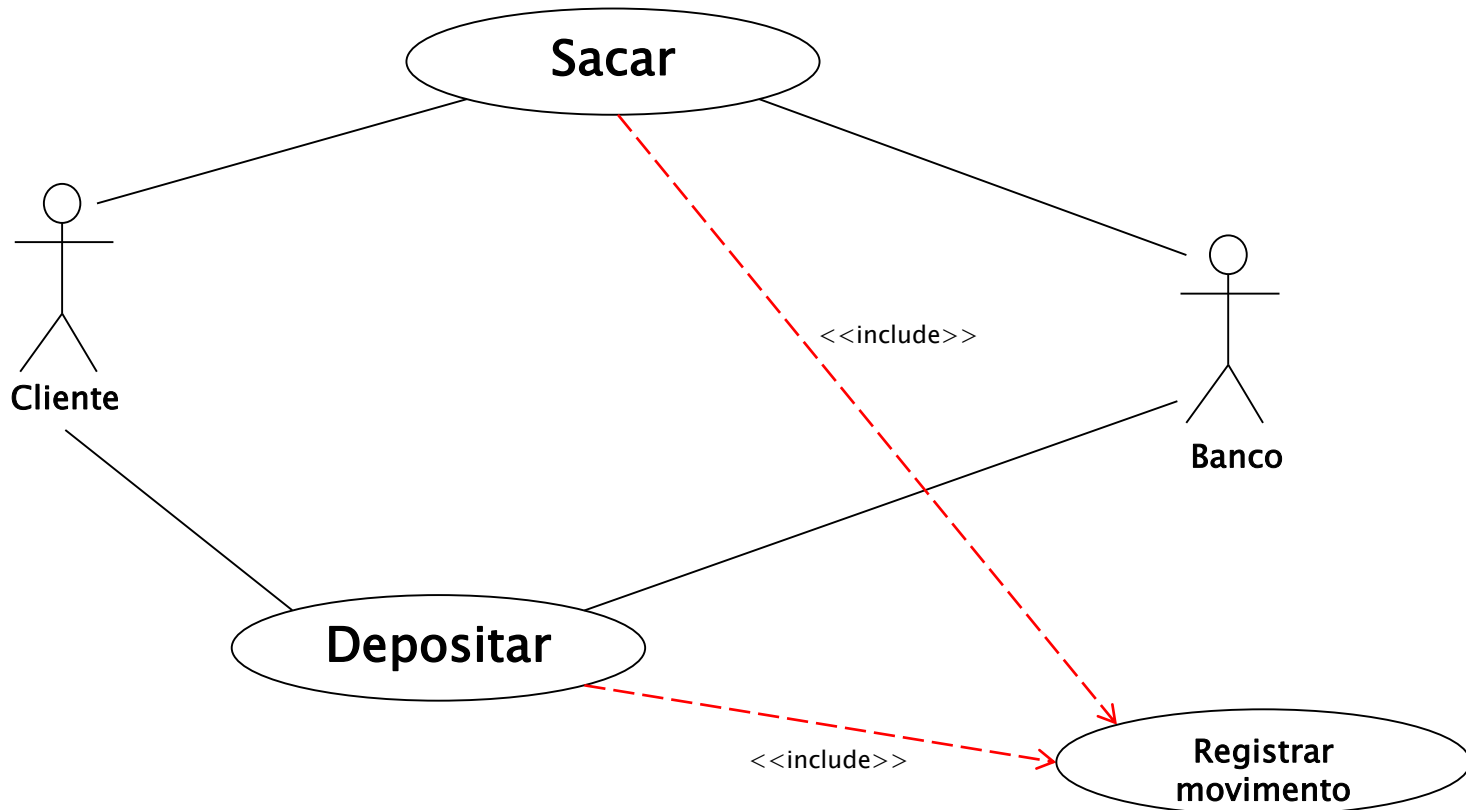 Sacar
<<include>>
Cliente
Banco
Depositar
<<include>>
Registrar
movimento